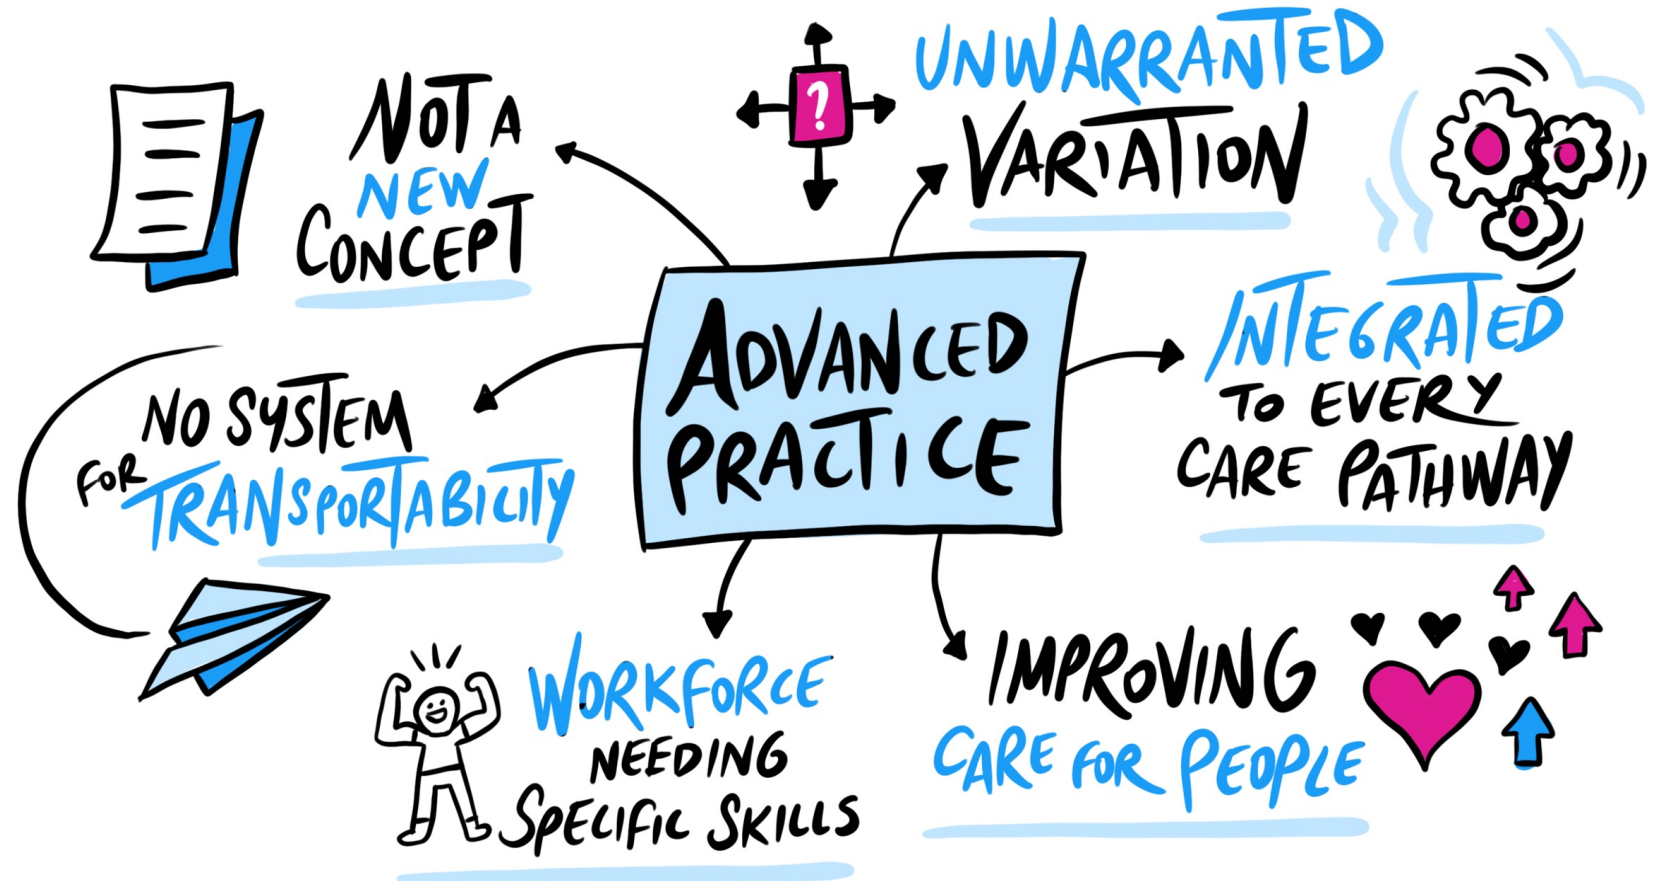 NOT A
NEW
CONCEPT
?
UNWARRANTED
VARIATION
ADVANCED
PRACTICE
INTEGRATED
TO EVERY
CARE PATHWAY
NO SYSTEM
FOR TRANSPORTABILITY
WORKFORCE
NEEDING
SPECIFIC SKILLS
IMPROVING
CARE FOR PEOPLE